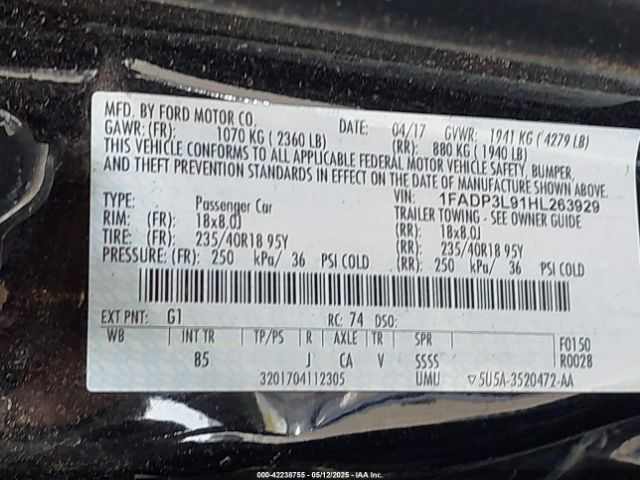 MFD. BY FORD MOTOR CO.
DATE: 04/17 GVWR: 1941 KG ( 4279 LB)
GAWR: (FR): 1070 KG ( 2360 LB) (RR): 880 KG ( 1940 LB)
THIS VEHICLE CONFORMS TO ALL APPLICABLE FEDERAL MOTOR VEHICLE SAFETY, BUMPER,
AND THEFT PREVENTION STANDARDS IN EFFECT ON THE DATE OF MANUFACTURE SHOWN ABOVE.
VIN: 1FADP3L91HL263929
TYPE: Passenger Car TRAILER TOWING - SEE OWNER GUIDE
RIM: (FR): 18x8.0J (RR): 18x8.0J
TIRE: (FR): 235/40R18 95Y (RR): 235/40R18 95Y
PRESSURE: (FR): 250 kPa/ 36 PSI COLD (RR): 250 kPa/ 36 PSI COLD
EXT PNT: G1 RC: 74 DSO:
WB INT TR TP/PS R AXLE TR SPR F0150
85 J CA V SSSS R0028
3201704112305 UMU ▽5U5A-3520472-AA
000-42238755 - 05/12/2025 - IAA Inc.